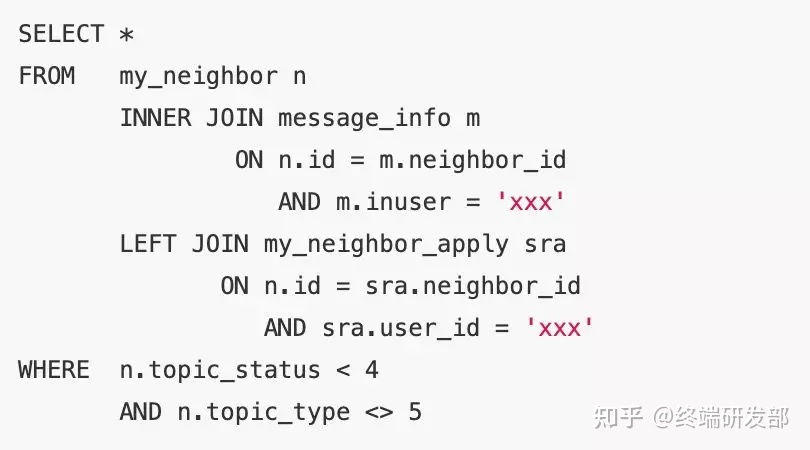 SELECT *
FROM   my_neighbor n
       INNER JOIN message_info m
               ON n.id = m.neighbor_id
                  AND m.inuser = 'xxx'
       LEFT JOIN my_neighbor_apply sra
              ON n.id = sra.neighbor_id
                 AND sra.user_id = 'xxx'
WHERE  n.topic_status < 4
       AND n.topic_type <> 5
知乎 @终端研发部